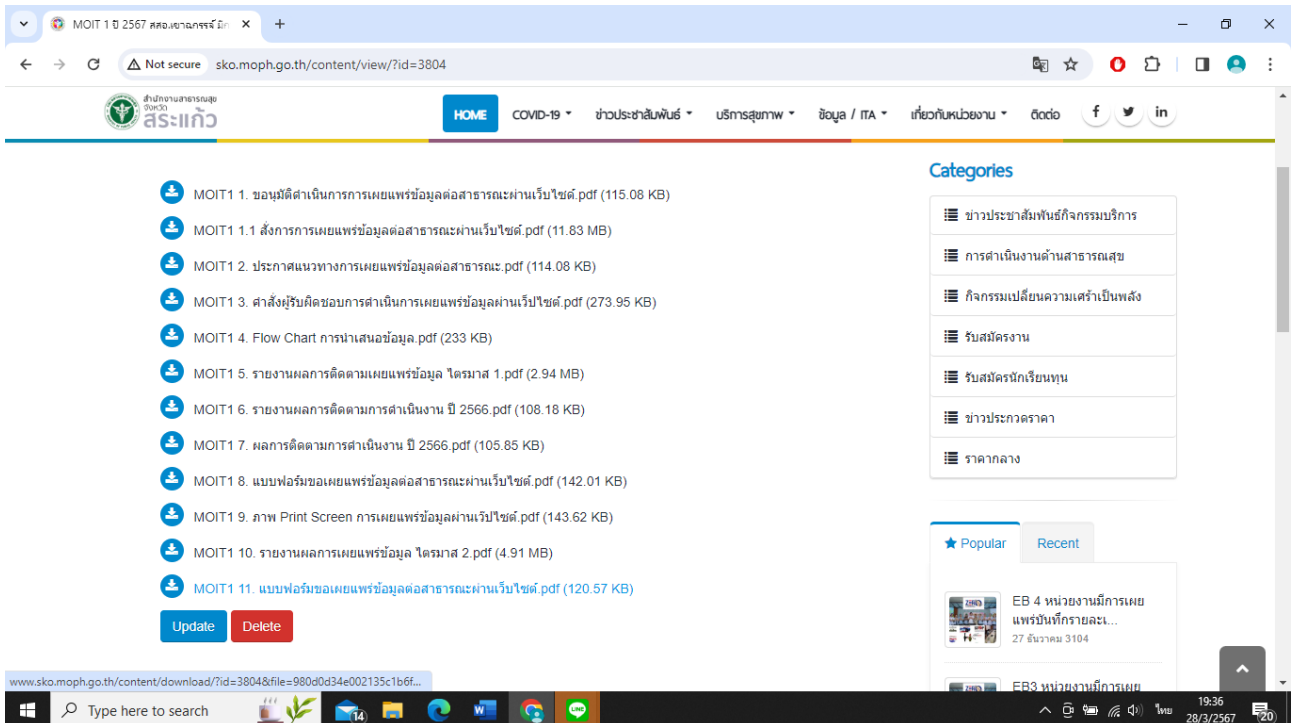 MOIT 1 ปี 2567 สสอ.เขาฉกรรจ์ มีก
Not secure sko.moph.go.th/content/view/?id=3804
สำนักงานสาธารณสุข
จังหวัด
สระแก้ว
HOME COVID-19 ข่าวประชาสัมพันธ์ บริการสุขภาพ ข้อมูล / ITA เกี่ยวกับหน่วยงาน ติดต่อ
MOIT1 1. ขอนุมัติดำเนินการการเผยแพร่ข้อมูลต่อสาธารณะผ่านเว็บไซต์.pdf (115.08 KB)
MOIT1 1.1 สั่งการการเผยแพร่ข้อมูลต่อสาธารณะผ่านเว็บไซต์.pdf (11.83 MB)
MOIT1 2. ประกาศแนวทางการเผยแพร่ข้อมูลต่อสาธารณะ.pdf (114.08 KB)
MOIT1 3. คำสั่งผู้รับผิดชอบการดำเนินการเผยแพร่ข้อมูลผ่านเว็ปไซต์.pdf (273.95 KB)
MOIT1 4. Flow Chart การนำเสนอข้อมูล.pdf (233 KB)
MOIT1 5. รายงานผลการติดตามเผยแพร่ข้อมูล ไตรมาส 1.pdf (2.94 MB)
MOIT1 6. รายงานผลการติดตามการดำเนินงาน ปี 2566.pdf (108.18 KB)
MOIT1 7. ผลการติดตามการดำเนินงาน ปี 2566.pdf (105.85 KB)
MOIT1 8. แบบฟอร์มขอเผยแพร่ข้อมูลต่อสาธารณะผ่านเว็บไซต์.pdf (142.01 KB)
MOIT1 9. ภาพ Print Screen การเผยแพร่ข้อมูลผ่านเว็ปไซต์.pdf (143.62 KB)
MOIT1 10. รายงานผลการเผยแพร่ข้อมูล ไตรมาส 2.pdf (4.91 MB)
MOIT1 11. แบบฟอร์มขอเผยแพร่ข้อมูลต่อสาธารณะผ่านเว็บไซต์.pdf (120.57 KB)
Update Delete
Categories
ข่าวประชาสัมพันธ์กิจกรรมบริการ
การดำเนินงานด้านสาธารณสุข
กิจกรรมเปลี่ยนความเศร้าเป็นพลัง
รับสมัครงาน
รับสมัครนักเรียนทุน
ข่าวประกวดราคา
ราคากลาง
Popular Recent
EB 4 หน่วยงานมีการเผย
แพร่บันทึกรายละเ...
27 ธันวาคม 3104
EB3 หน่วยงานมีการเผย
www.sko.moph.go.th/content/download/?id=3804&file=980d0d34e002135c1b6f...
Type here to search
14
LINE
ไทย
19:36
28/3/2567
20